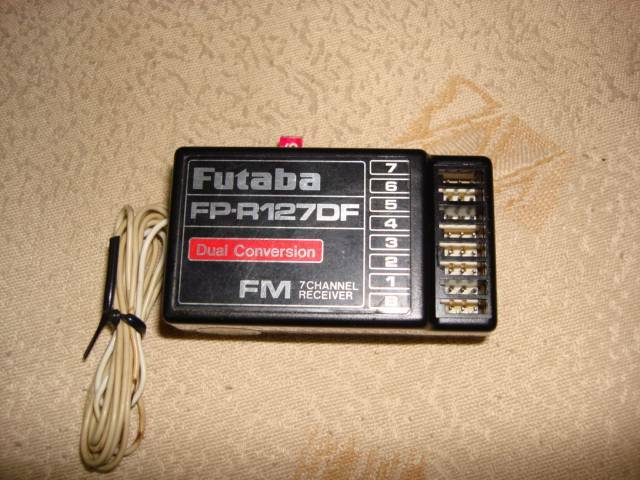 Futaba
FP-R127DF
Dual Conversion
FM 7 CHANNEL
RECEIVER
7
6
5
4
3
2
1
B